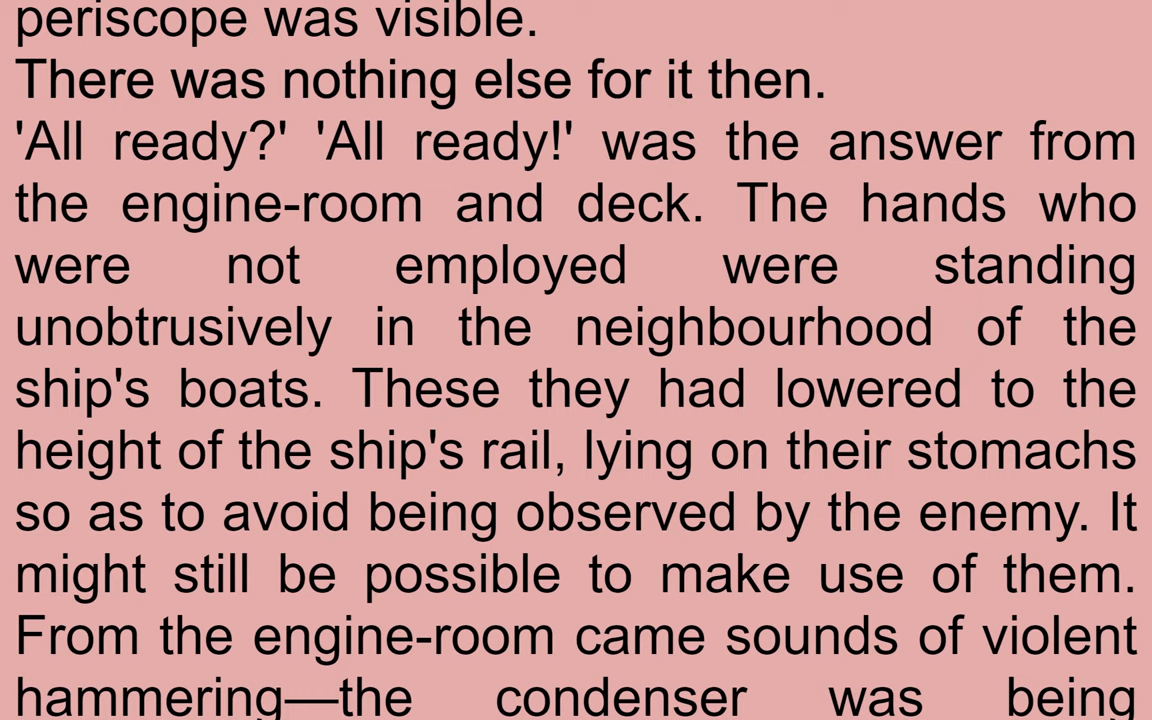 periscope was visible.
There was nothing else for it then.
'All ready?' 'All ready!' was the answer from
the engine-room and deck. The hands who
were not employed were standing
unobtrusively in the neighbourhood of the
ship's boats. These they had lowered to the
height of the ship's rail, lying on their stomachs
so as to avoid being observed by the enemy. It
might still be possible to make use of them.
From the engine-room came sounds of violent
hammering—the condenser was being